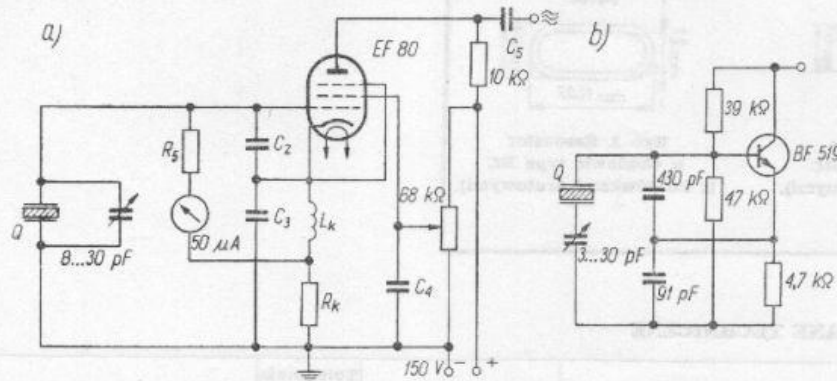 a)
EF 80
C5
10 kΩ
RS
C2
C3
Lk
68 kΩ
Q
8...30 pF
50 μA
Rk
C4
150 V - +
b)
39 kΩ
BF 519
430 pF
47 kΩ
Q
3...30 pF
91 pF
4,7 kΩ